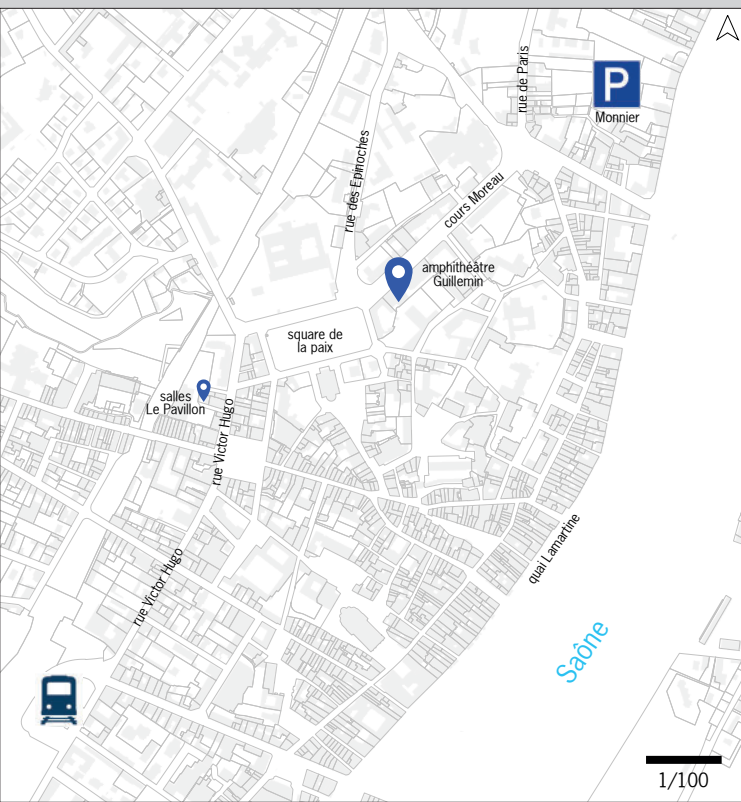 rue de Paris
P
Monnier
rue des Epinoches
cours Moreau
amphithéâtre
Guillemin
square de
la paix
salles
Le Pavillon
rue Victor Hugo
quai Lamartine
rue Victor Hugo
Saône
1/100